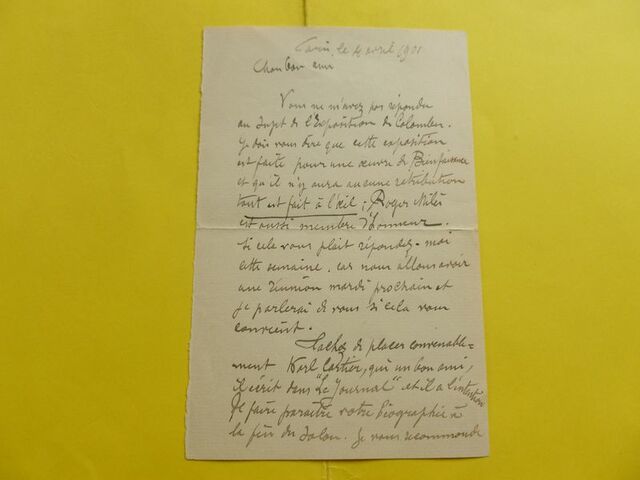 Paris, le 4 avril 1901
Mon bon ami
Vous ne m'avez pas répondu
au sujet de l'Exposition de Colombes.
Je dois vous dire que cette exposition
est faite pour une œuvre de Bienfaisance
et qu'il n'y aura aucune rétribution
tout est fait à l'œil ; Roger Milès
est aussi membre d'Honneur.
Si cela vous plait répondez-moi
cette semaine, car nous allons avoir
une réunion mardi prochain et
je parlerai de vous si cela vous
convient.
Tachez de placer convenable=
ment Karl Cartier, qui un bon ami,
il écrit dans "Le Journal" et il a l'intention
de faire paraître votre biographie à
la fin du Salon. Je vous recommande